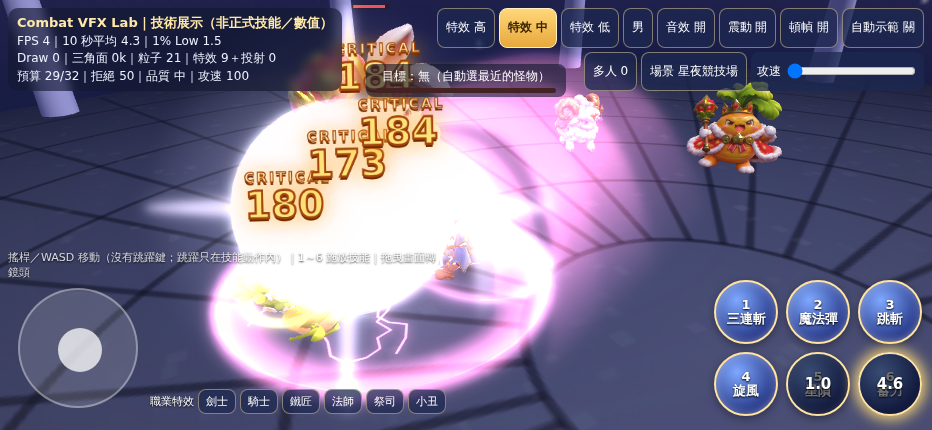 Combat VFX Lab｜技術展示（非正式技能／數值）
FPS 4｜10 秒平均 4.3｜1% Low 1.5
Draw 0｜三角面 0k｜粒子 21｜特效 9＋投射 0
預算 29/32｜拒絕 50｜品質 中｜攻速 100
特效 高
特效 中
特效 低
男
音效 開
震動 開
頓幀 開
自動示範 關
多人 0
場景 星夜競技場
攻速
目標：無（自動選最近的怪物）
CRITICAL
184
CRITICAL
184
CRITICAL
173
CRITICAL
180
搖桿／WASD 移動（沒有跳躍鍵；跳躍只在技能動作內）｜1～6 施放技能｜拖曳畫面轉
鏡頭
1
三連斬
2
魔法彈
3
跳斬
4
旋風
5
1.0
星隕
6
4.6
蓄力
職業特效
劍士
騎士
鐵匠
法師
祭司
小丑